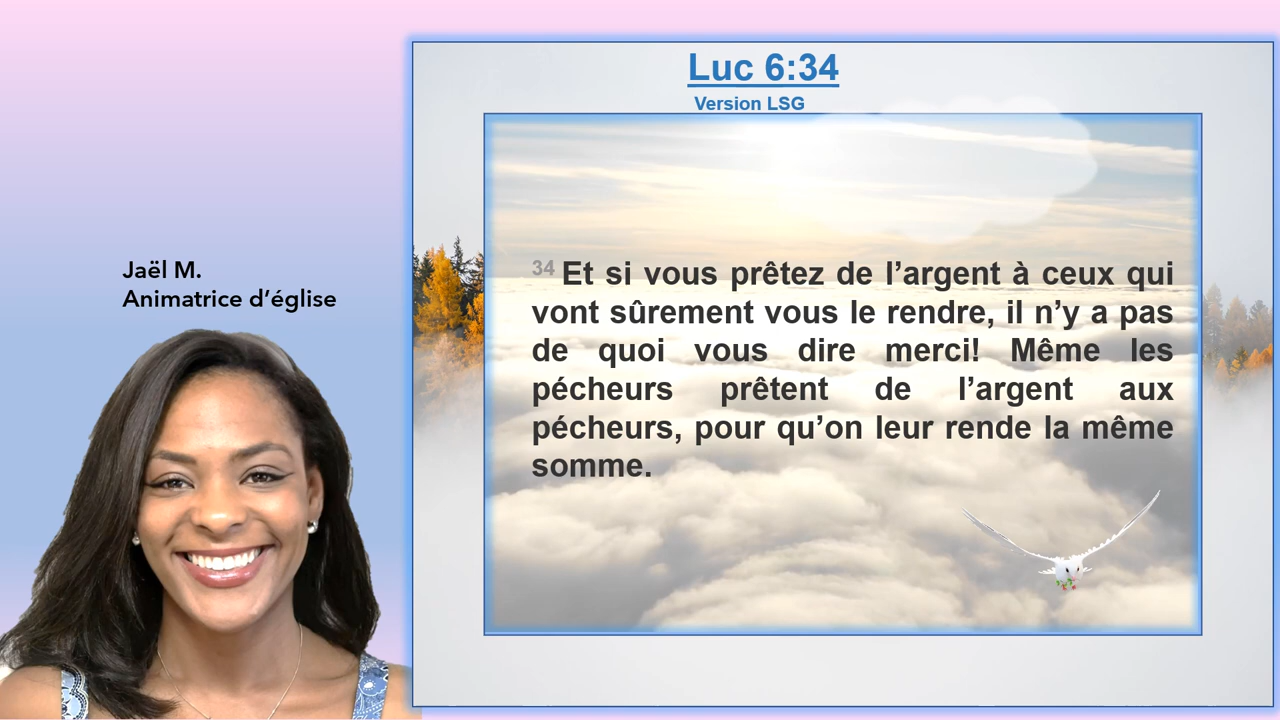 Luc 6:34
Version LSG
Jaël M.
Animatrice d’église
34 Et si vous prêtez de l’argent à ceux qui
vont sûrement vous le rendre, il n’y a pas
de quoi vous dire merci! Même les
pécheurs prêtent de l’argent aux
pécheurs, pour qu’on leur rende la même
somme.